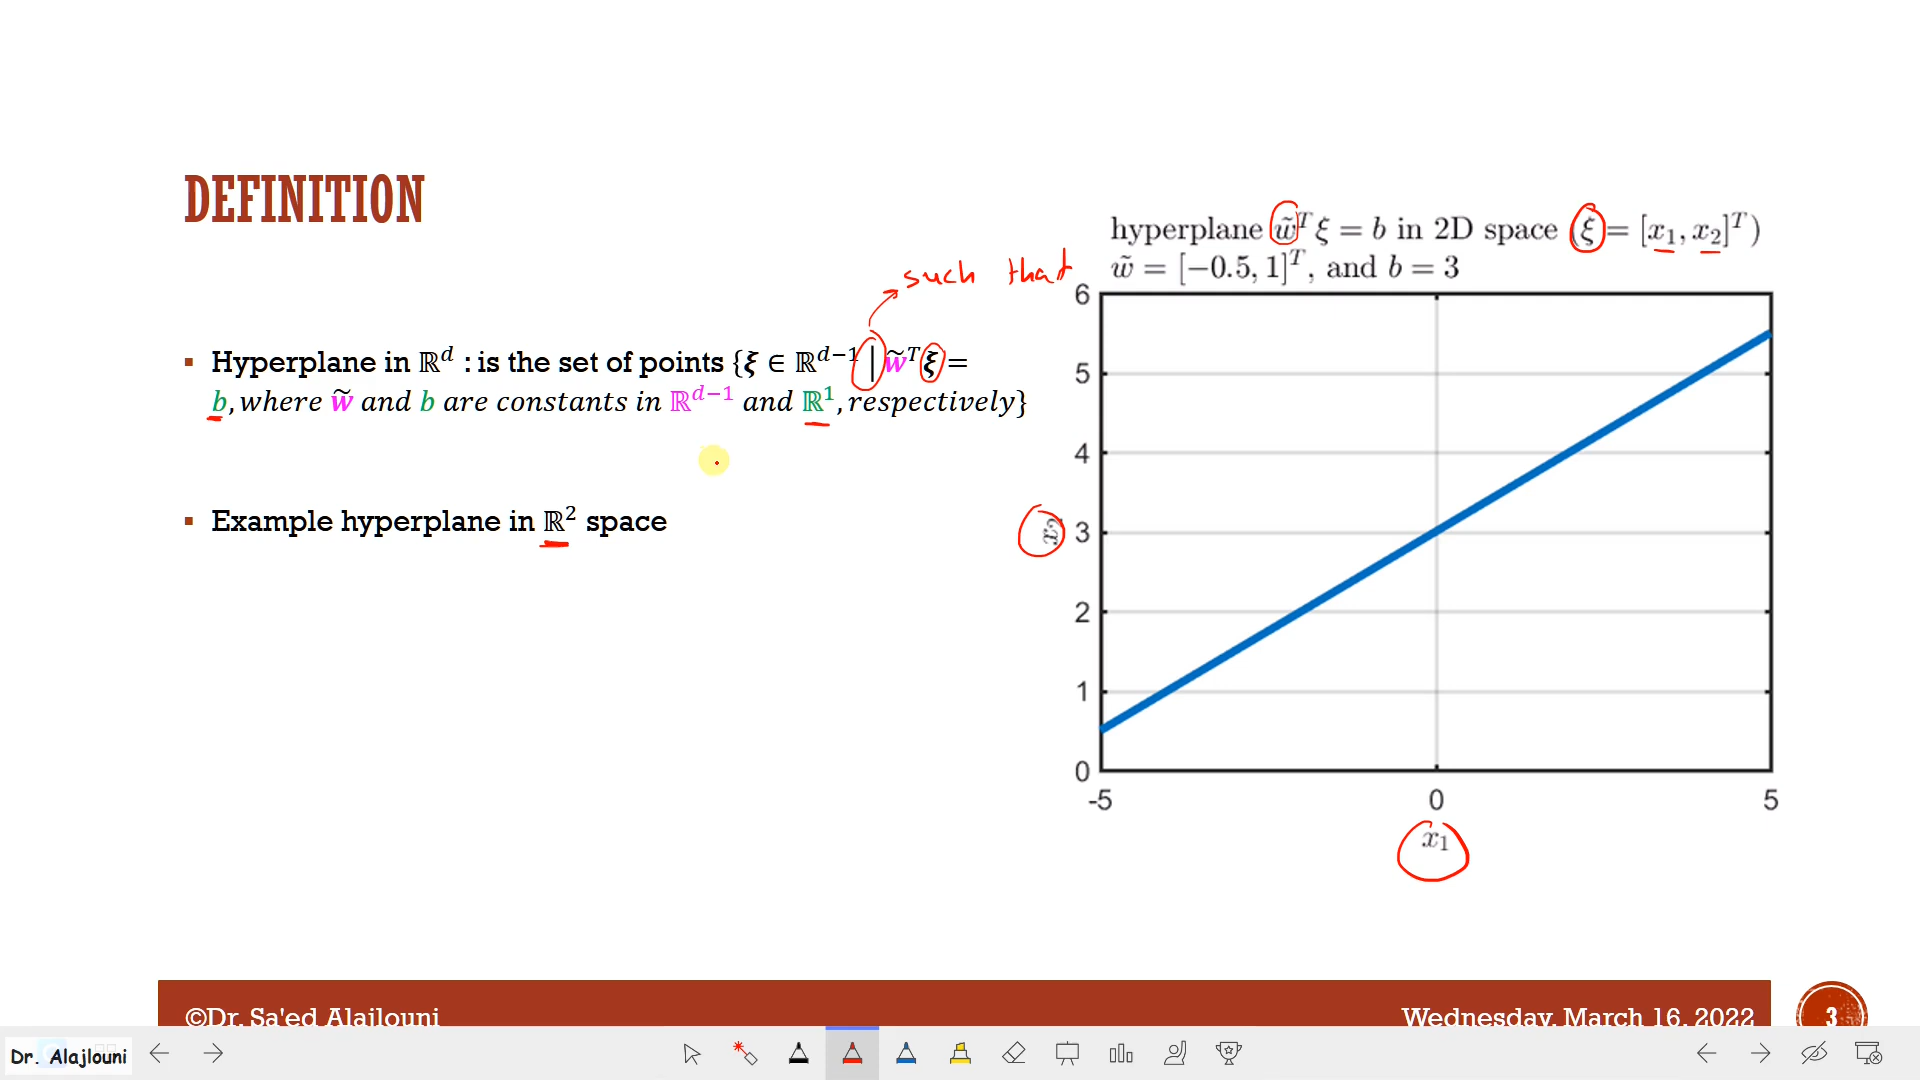 DEFINITION
hyperplane w̃ᵀξ = b in 2D space (ξ = [x₁, x₂]ᵀ)
w̃ = [−0.5, 1]ᵀ, and b = 3
such that
▪ Hyperplane in ℝᵈ : is the set of points {ξ ∈ ℝᵈ⁻¹ | w̃ᵀξ =
b, where w̃ and b are constants in ℝᵈ⁻¹ and ℝ¹, respectively}
▪ Example hyperplane in ℝ² space
6
5
4
3
2
1
0
x₂
-5 0 5
x₁
©Dr. Sa'ed Alajlouni
Wednesday, March 16, 2022
3
Dr. Alajlouni